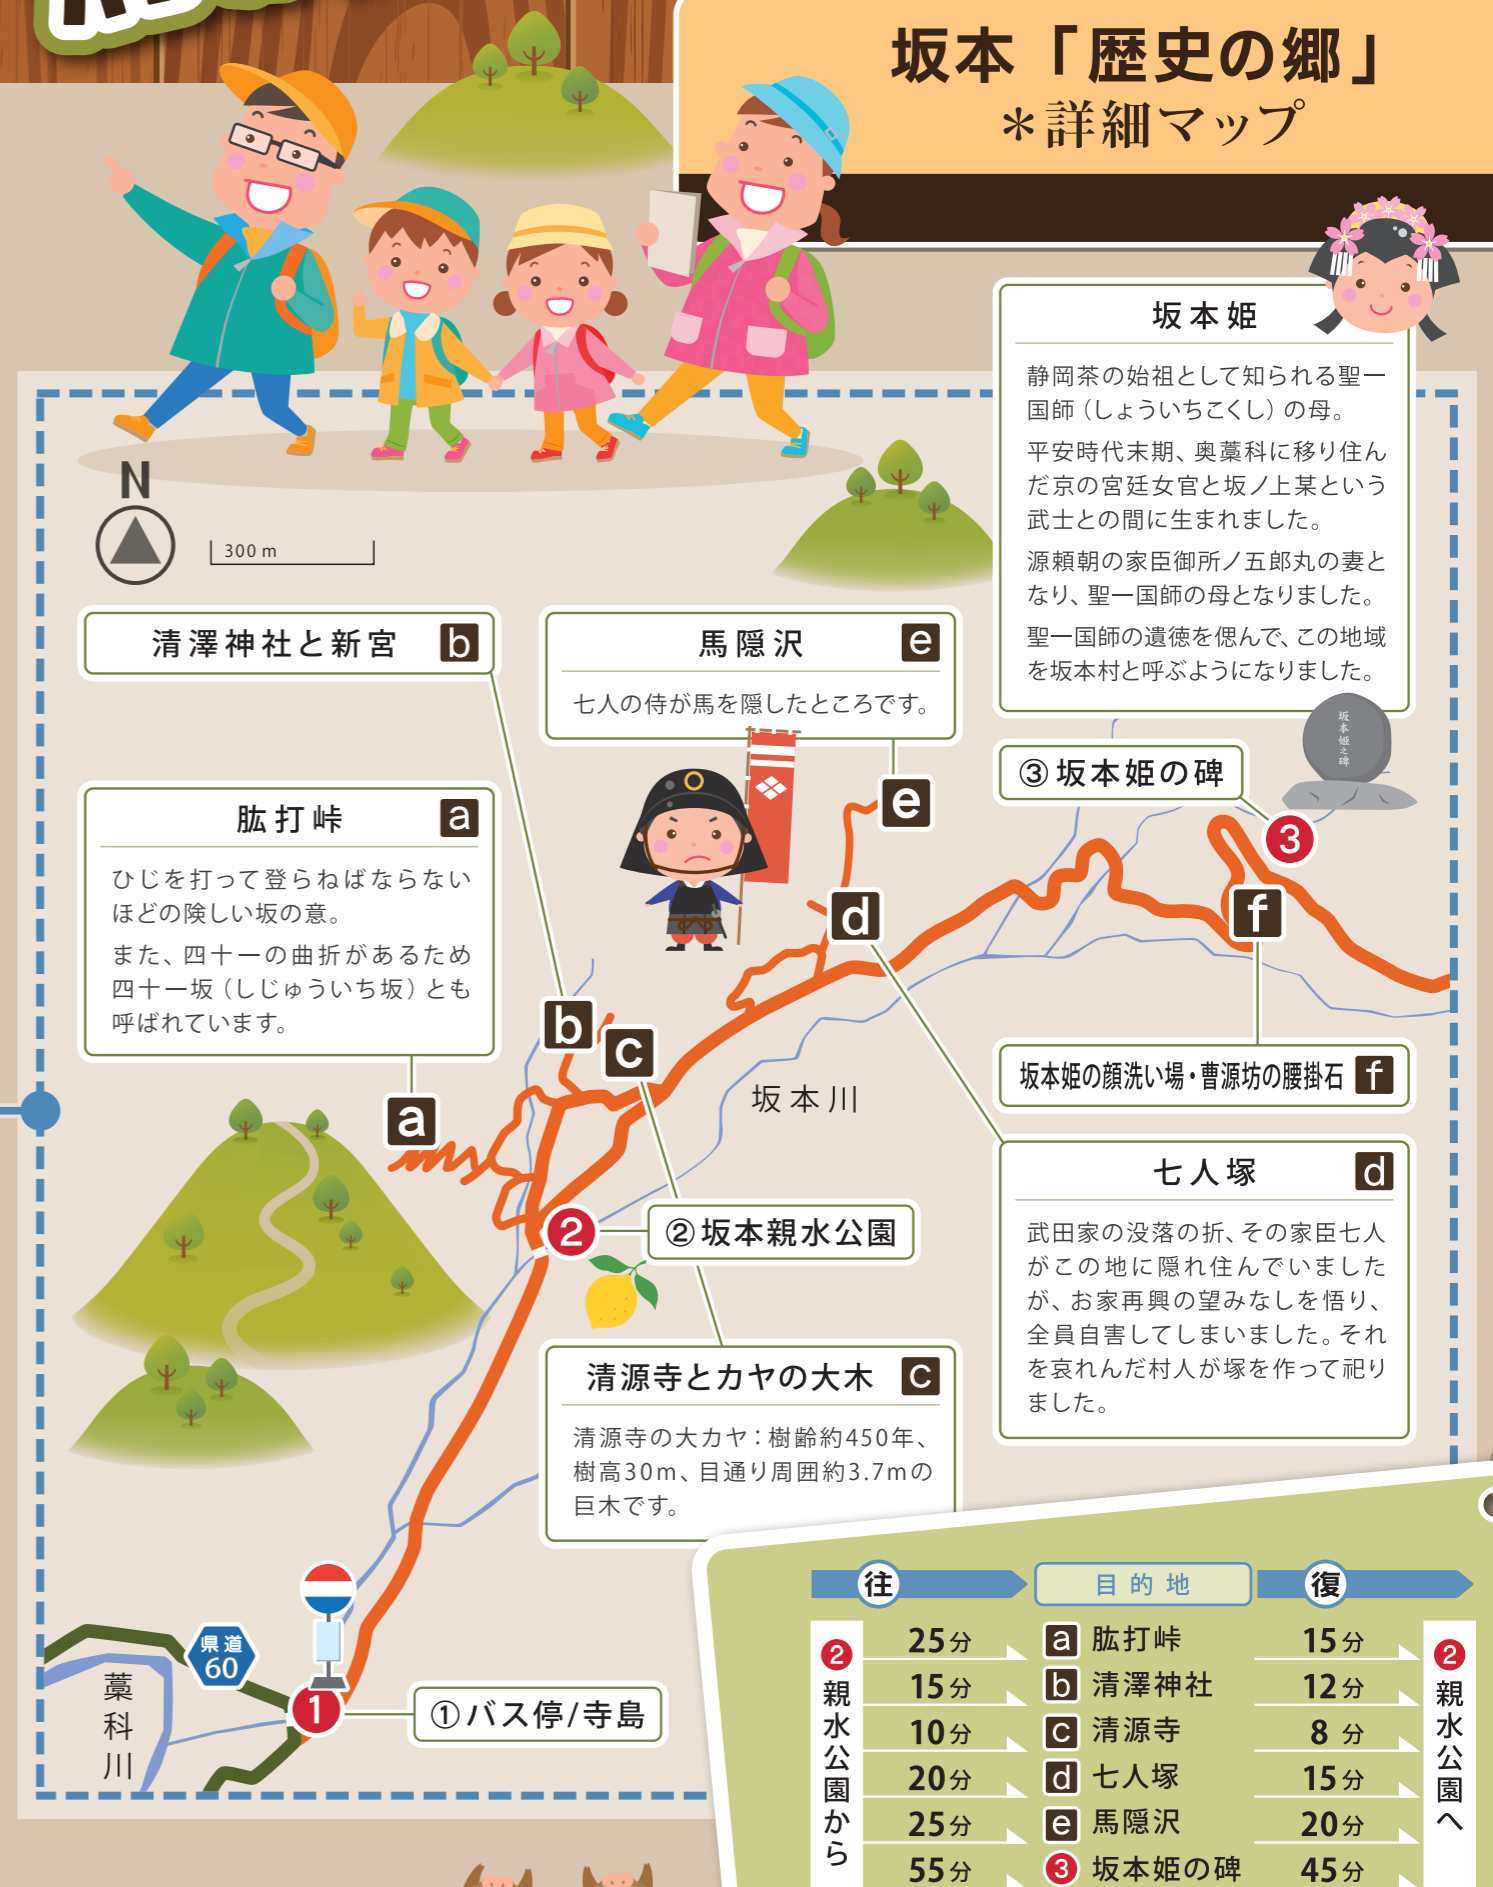 坂本「歴史の郷」
＊詳細マップ
坂本姫
静岡茶の始祖として知られる聖一
国師（しょういちこくし）の母。
平安時代末期、奥藁科に移り住ん
だ京の宮廷女官と坂ノ上某という
武士との間に生まれました。
源頼朝の家臣御所ノ五郎丸の妻と
なり、聖一国師の母となりました。
聖一国師の遺徳を偲んで、この地域
を坂本村と呼ぶようになりました。
坂本姫之碑
N
300 m
清澤神社と新宮 b
馬隠沢 e
七人の侍が馬を隠したところです。
③坂本姫の碑
肱打峠 a
ひじを打って登らねばならない
ほどの険しい坂の意。
また、四十一の曲折があるため
四十一坂（しじゅういち坂）とも
呼ばれています。
e
3
d
f
b
c
a
坂本川
坂本姫の顔洗い場・曹源坊の腰掛石 f
七人塚 d
武田家の没落の折、その家臣七人
がこの地に隠れ住んでいました
が、お家再興の望みなしを悟り、
全員自害してしまいました。それ
を哀れんだ村人が塚を作って祀り
ました。
2
②坂本親水公園
清源寺とカヤの大木 c
清源寺の大カヤ：樹齢約450年、
樹高30m、目通り周囲約3.7mの
巨木です。
県道
60
藁科川
1
①バス停/寺島
往 目的地 復
2親水公園から
25分 a 肱打峠 15分
15分 b 清澤神社 12分
10分 c 清源寺 8分
20分 d 七人塚 15分
25分 e 馬隠沢 20分
55分 3 坂本姫の碑 45分
2親水公園へ